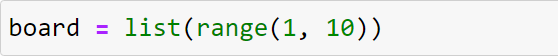 board = list(range(1, 10))